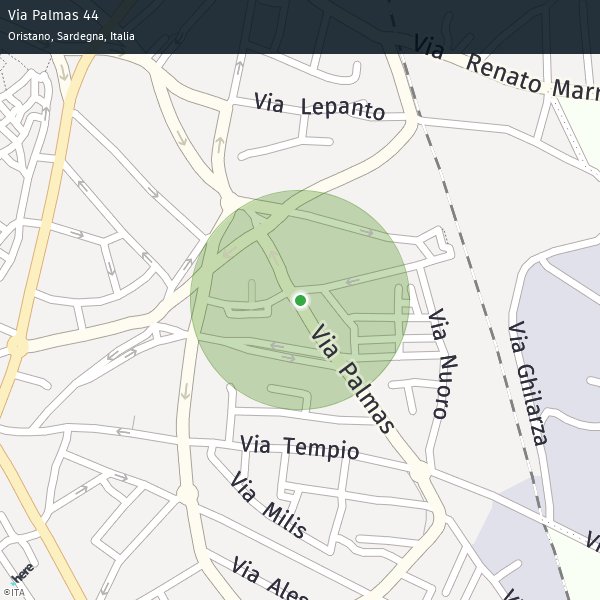 Via Palmas 44
Oristano, Sardegna, Italia
Via Renato Marr
Via Lepanto
Via Palmas
Via Nuoro
Via Ghilarza
Via Tempio
Via Milis
Via Ales
Vi
V
here
©ITA